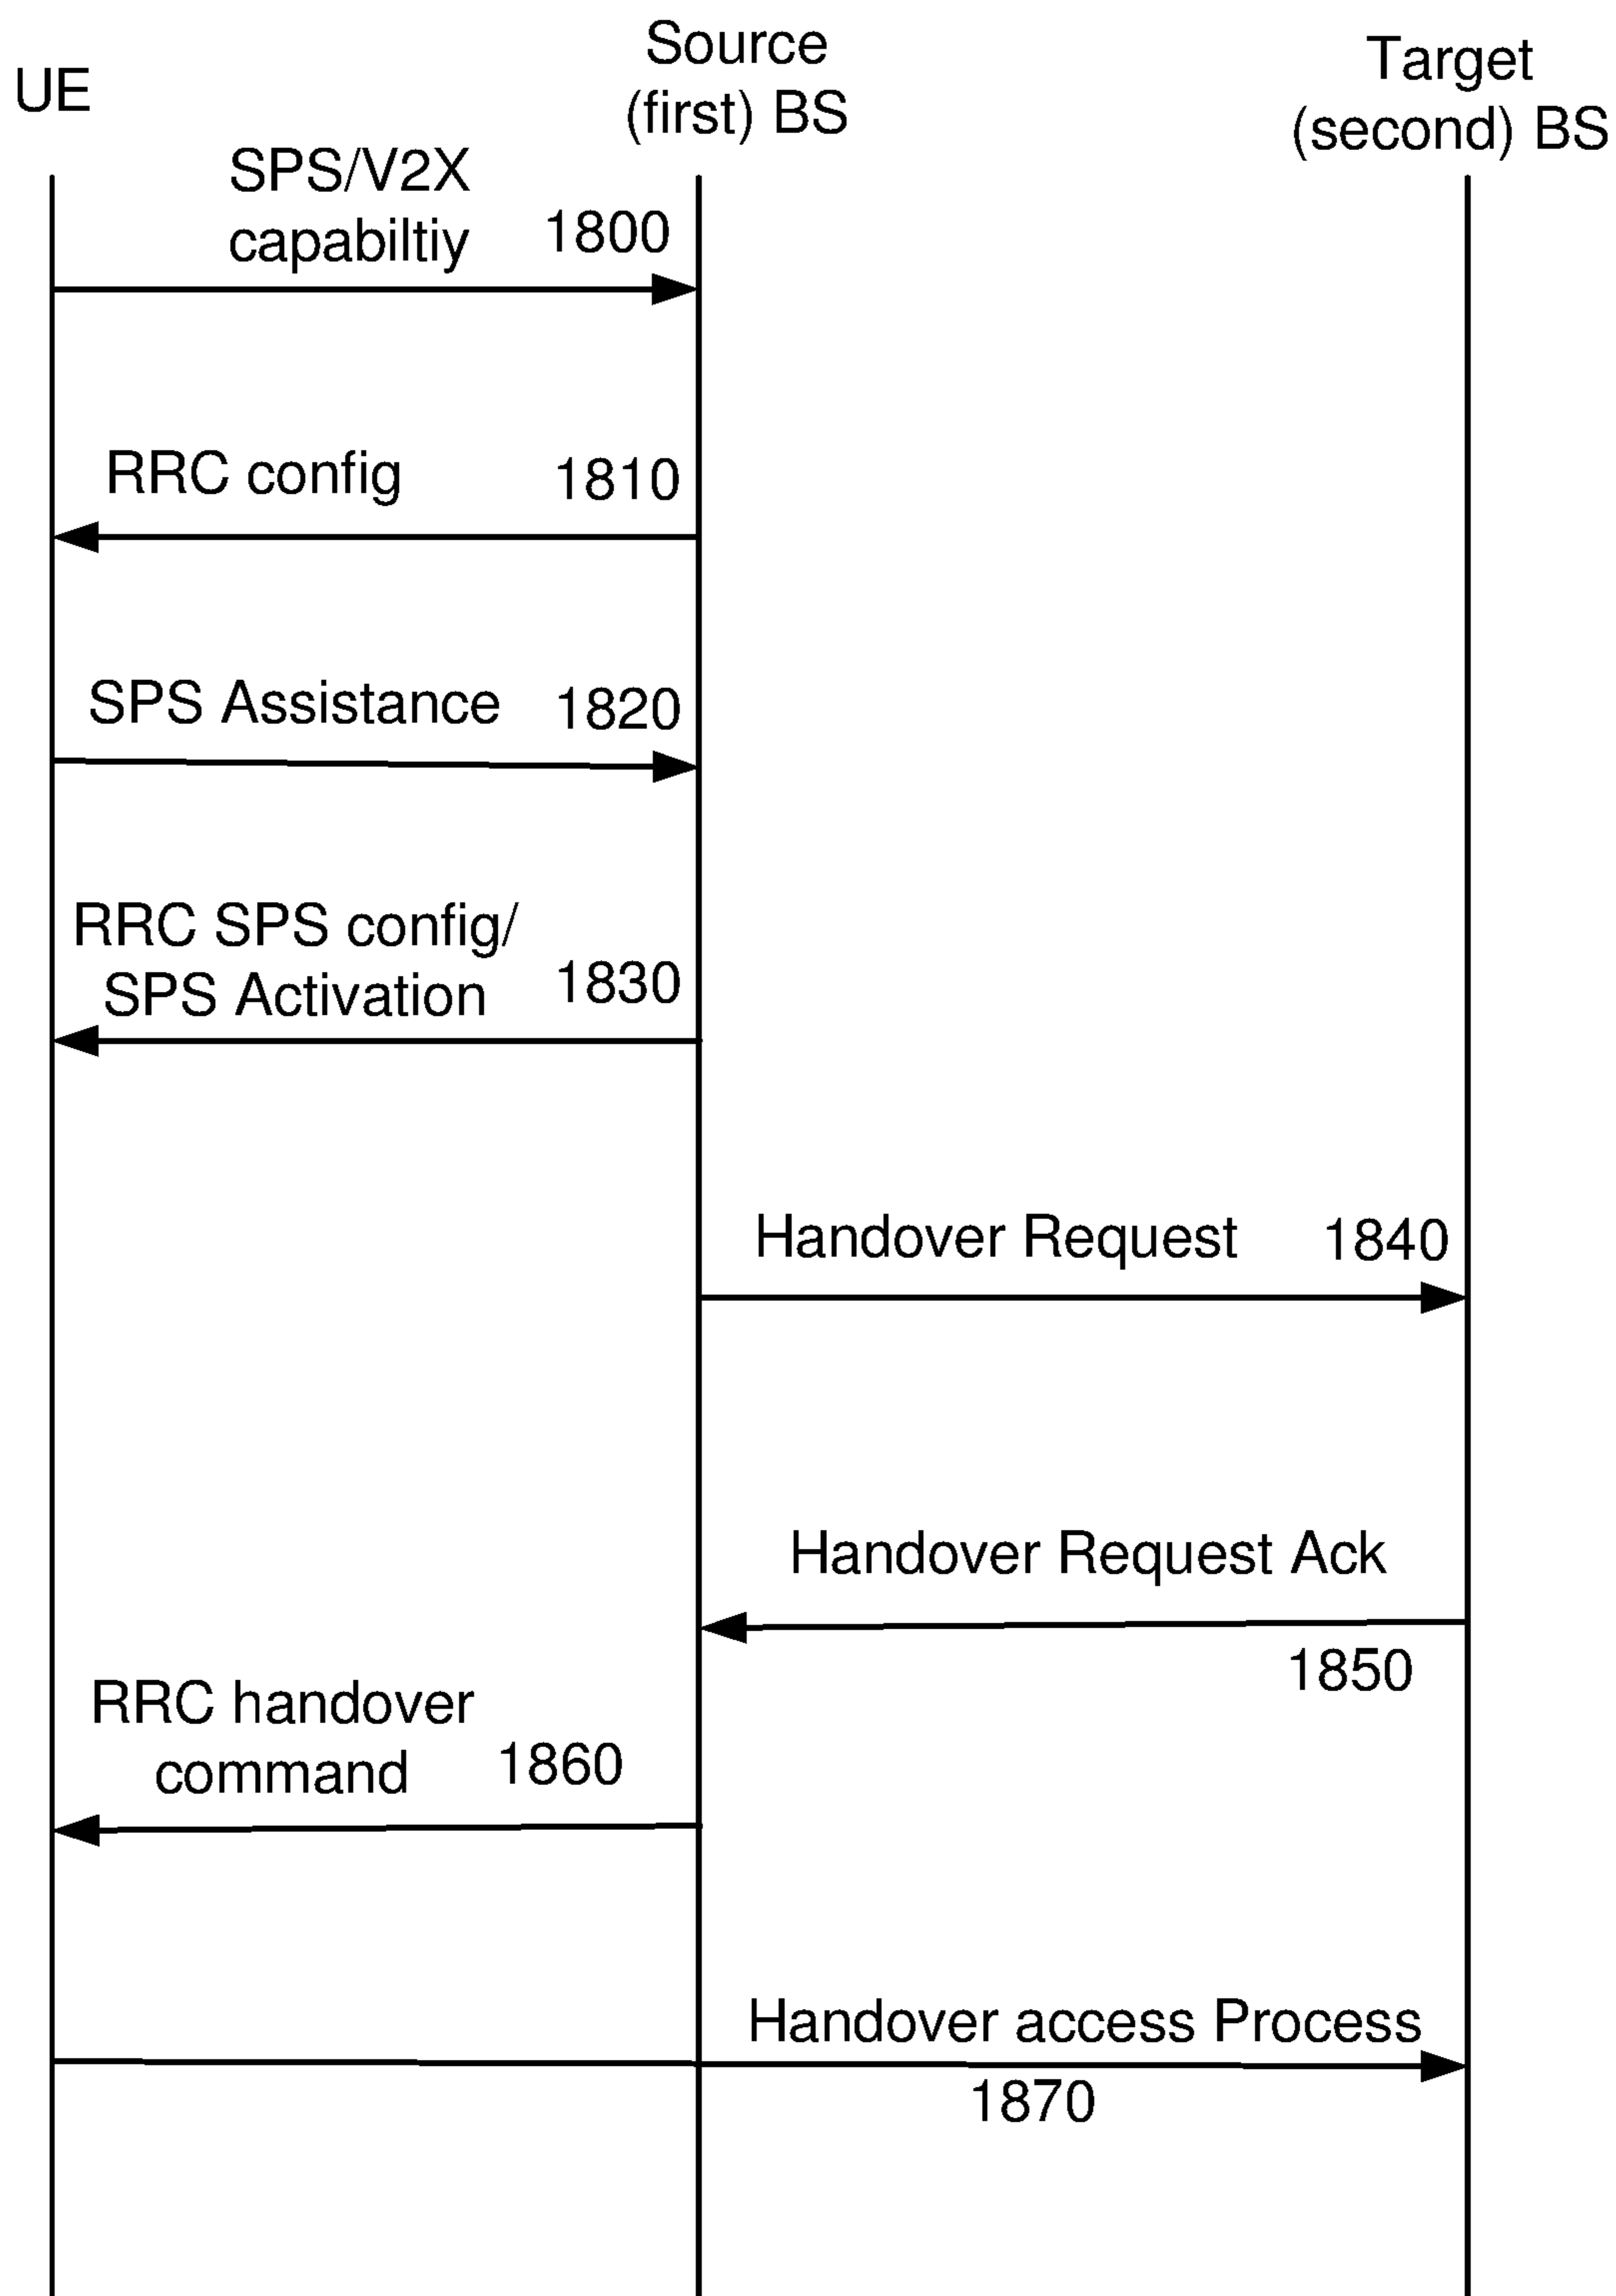 UE
Source
(first) BS
Target
(second) BS
SPS/V2X
capabiltiy 1800
RRC config 1810
SPS Assistance 1820
RRC SPS config/
SPS Activation 1830
Handover Request 1840
Handover Request Ack
1850
RRC handover
command 1860
Handover access Process
1870